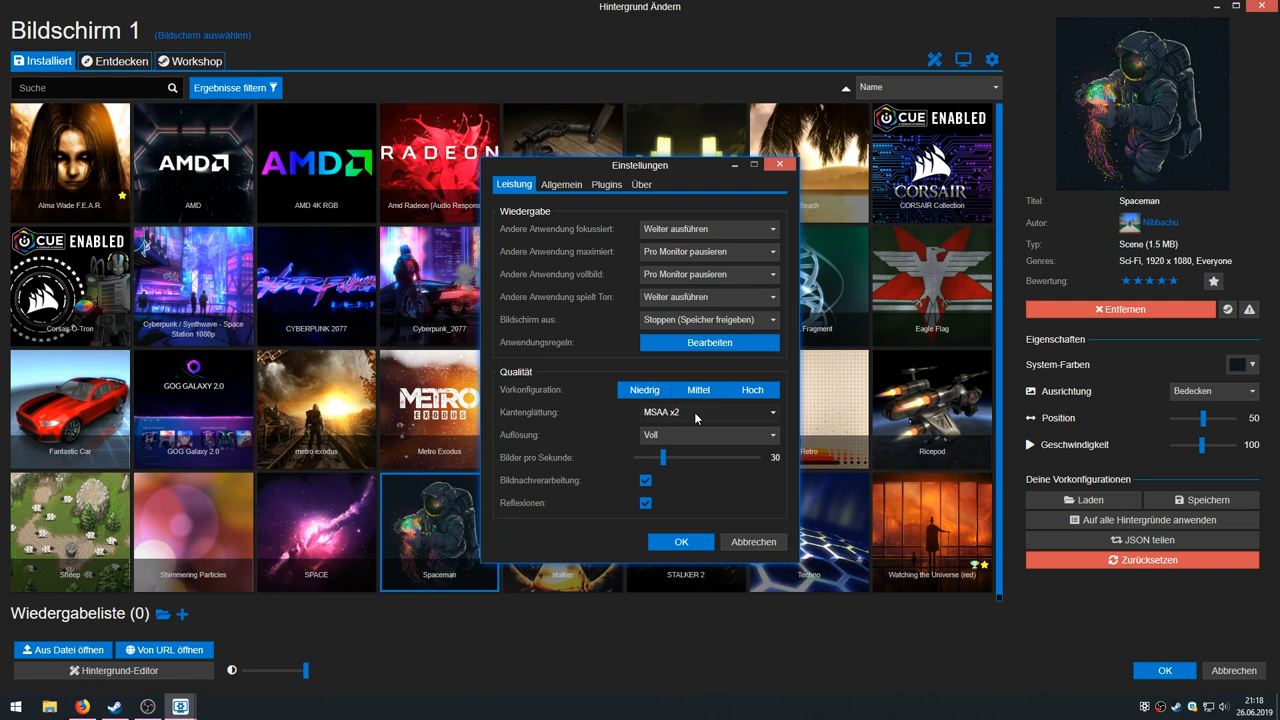 Hintergrund Ändern
Bildschirm 1 (Bildschirm auswählen)
Installiert Entdecken Workshop
Suche Ergebnisse filtern Name
Alma Wade F.E.A.R.
AMD
AMD
AMD
AMD 4K RGB
RADEON
Amd Radeon [Audio Respons
Beach
CUE ENABLED
CORSAIR
CORSAIR Collection
CUE ENABLED
Corsair-O-Tron
Cyberpunk / Synthwave - Space Station 1080p
CYBERPUNK 2077
Cyberpunk_2077
Fragment
Eagle Flag
Fantastic Car
GOG GALAXY 2.0
GOG Galaxy 2.0
metro exodus
METRO
EXODUS
Metro Exodus
Retro
Ricepod
Sheep
Shimmering Particles
SPACE
Spaceman
stalker
STALKER 2
Techno
Watching the Universe (red)
Einstellungen
Leistung Allgemein Plugins Über
Wiedergabe
Andere Anwendung fokussiert: Weiter ausführen
Andere Anwendung maximiert: Pro Monitor pausieren
Andere Anwendung vollbild: Pro Monitor pausieren
Andere Anwendung spielt Ton: Weiter ausführen
Bildschirm aus: Stoppen (Speicher freigeben)
Anwendungsregeln: Bearbeiten
Qualität
Vorkonfiguration: Niedrig Mittel Hoch
Kantenglättung: MSAA x2
Auflösung: Voll
Bilder pro Sekunde: 30
Bildnachverarbeitung:
Reflexionen:
OK Abbrechen
Titel: Spaceman
Autor: Nibbachu
Typ: Scene (1.5 MB)
Genres: Sci-Fi, 1920 x 1080, Everyone
Bewertung:
Entfernen
Eigenschaften
System-Farben
Ausrichtung Bedecken
Position 50
Geschwindigkeit 100
Deine Vorkonfigurationen
Laden Speichern
Auf alle Hintergründe anwenden
JSON teilen
Zurücksetzen
Wiedergabeliste (0)
Aus Datei öffnen Von URL öffnen
Hintergrund-Editor
OK Abbrechen
21:18
26.06.2019